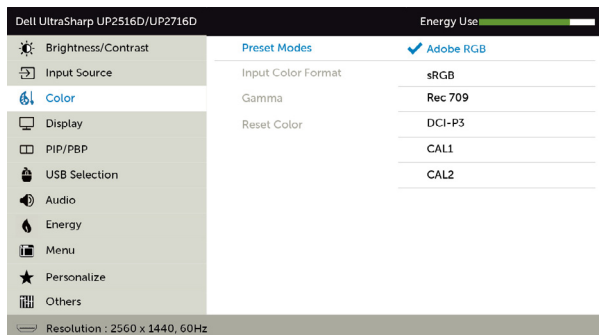 Dell UltraSharp UP2516D/UP2716D Energy Use
Brightness/Contrast Preset Modes Adobe RGB
Input Source Input Color Format sRGB
Color Gamma Rec 709
Display Reset Color DCI-P3
PIP/PBP CAL1
USB Selection CAL2
Audio
Energy
Menu
Personalize
Others
Resolution : 2560 x 1440, 60Hz